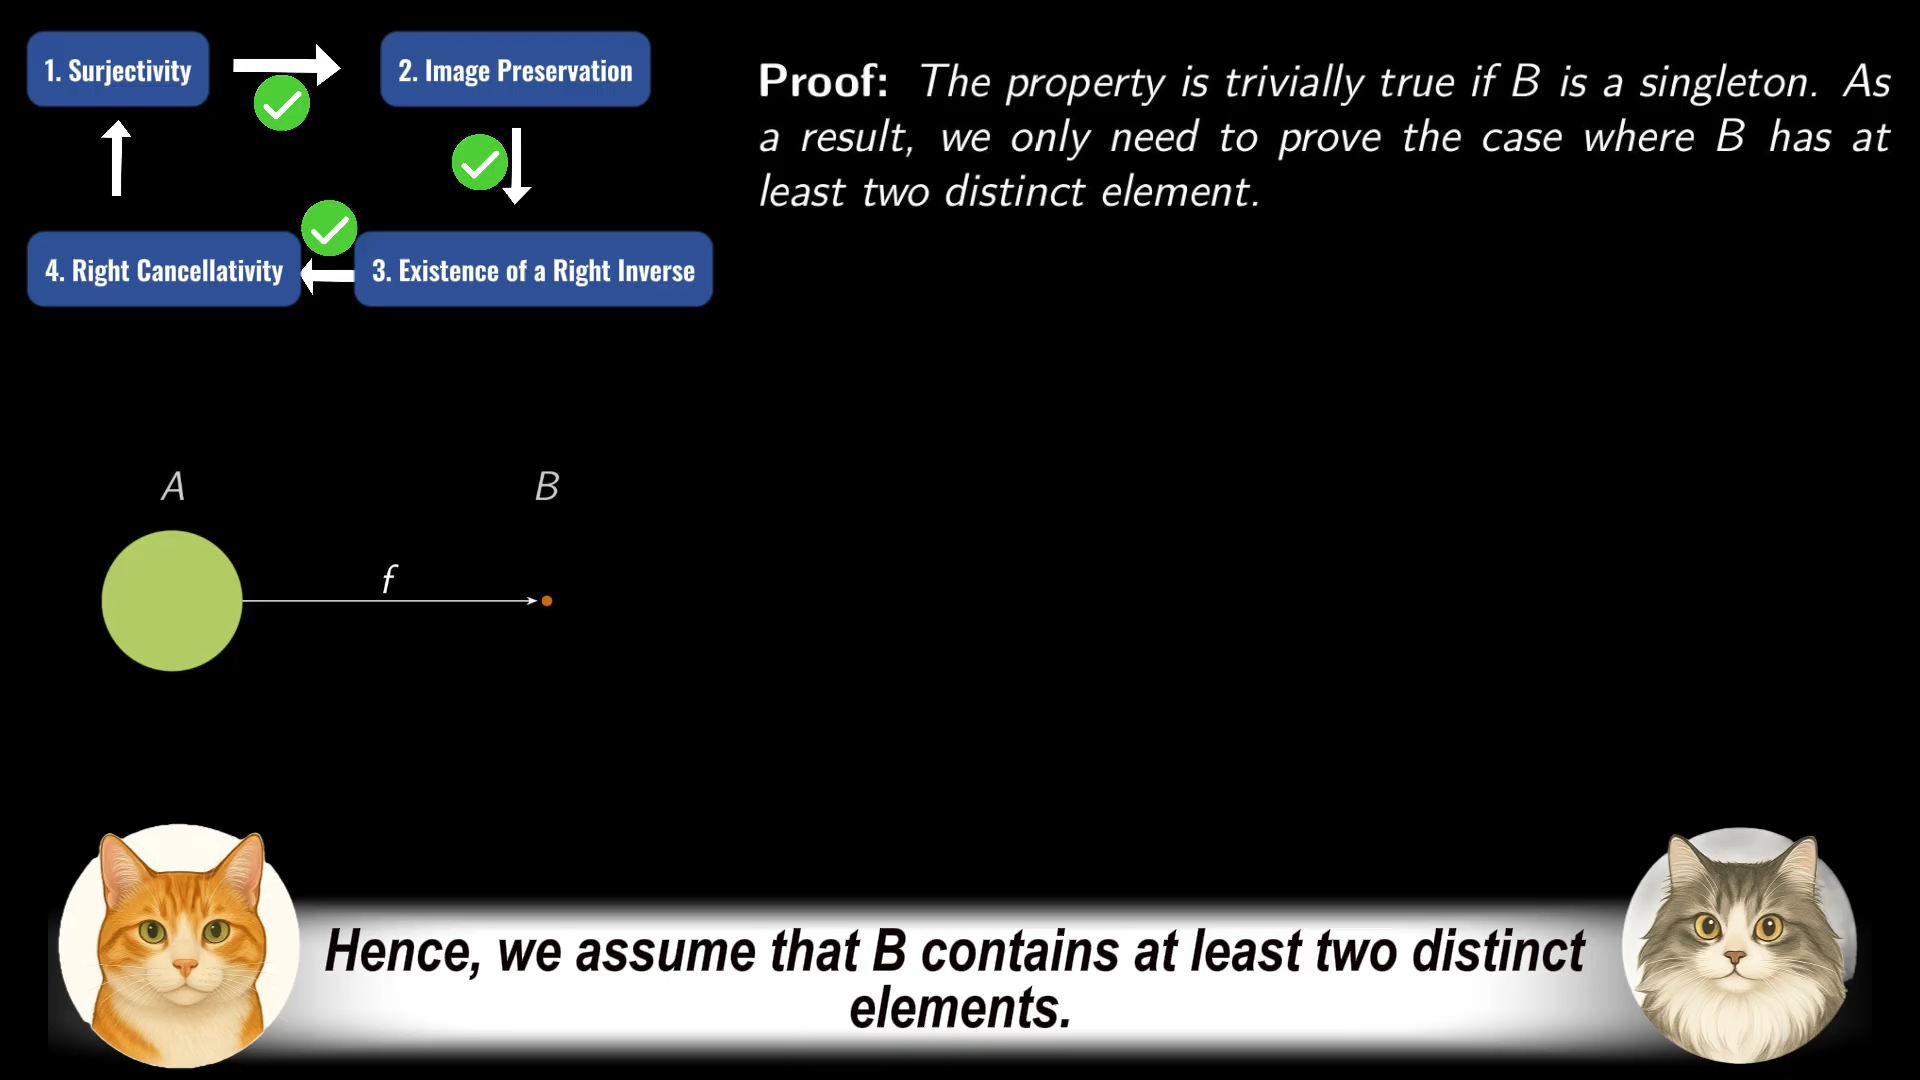 1. Surjectivity
2. Image Preservation
4. Right Cancellativity
3. Existence of a Right Inverse
Proof: The property is trivially true if B is a singleton. As
a result, we only need to prove the case where B has at
least two distinct element.
A
B
f
Hence, we assume that B contains at least two distinct
elements.